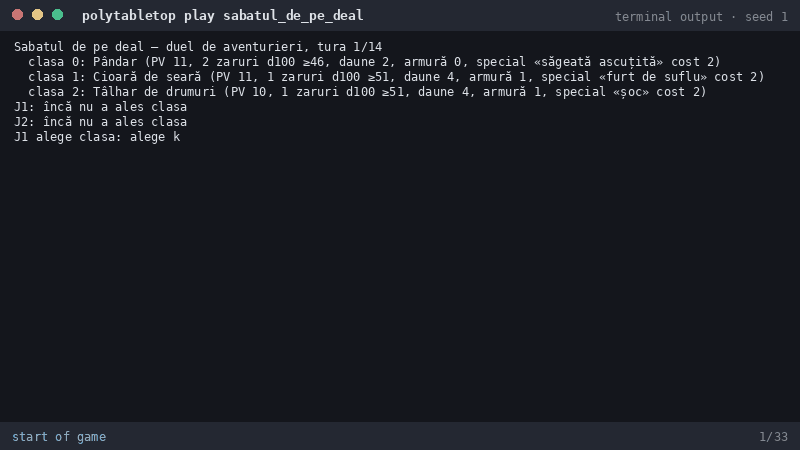 polytabletop play sabatul_de_pe_deal
terminal output · seed 1
Sabatul de pe deal — duel de aventurieri, tura 1/14
clasa 0: Pândar (PV 11, 2 zaruri d100 ≥46, daune 2, armură 0, special «săgeată ascuțită» cost 2)
clasa 1: Cioară de seară (PV 11, 1 zaruri d100 ≥51, daune 4, armură 1, special «furt de suflu» cost 2)
clasa 2: Tâlhar de drumuri (PV 10, 1 zaruri d100 ≥51, daune 4, armură 1, special «șoc» cost 2)
J1: încă nu a ales clasa
J2: încă nu a ales clasa
J1 alege clasa: alege k
start of game
1/33